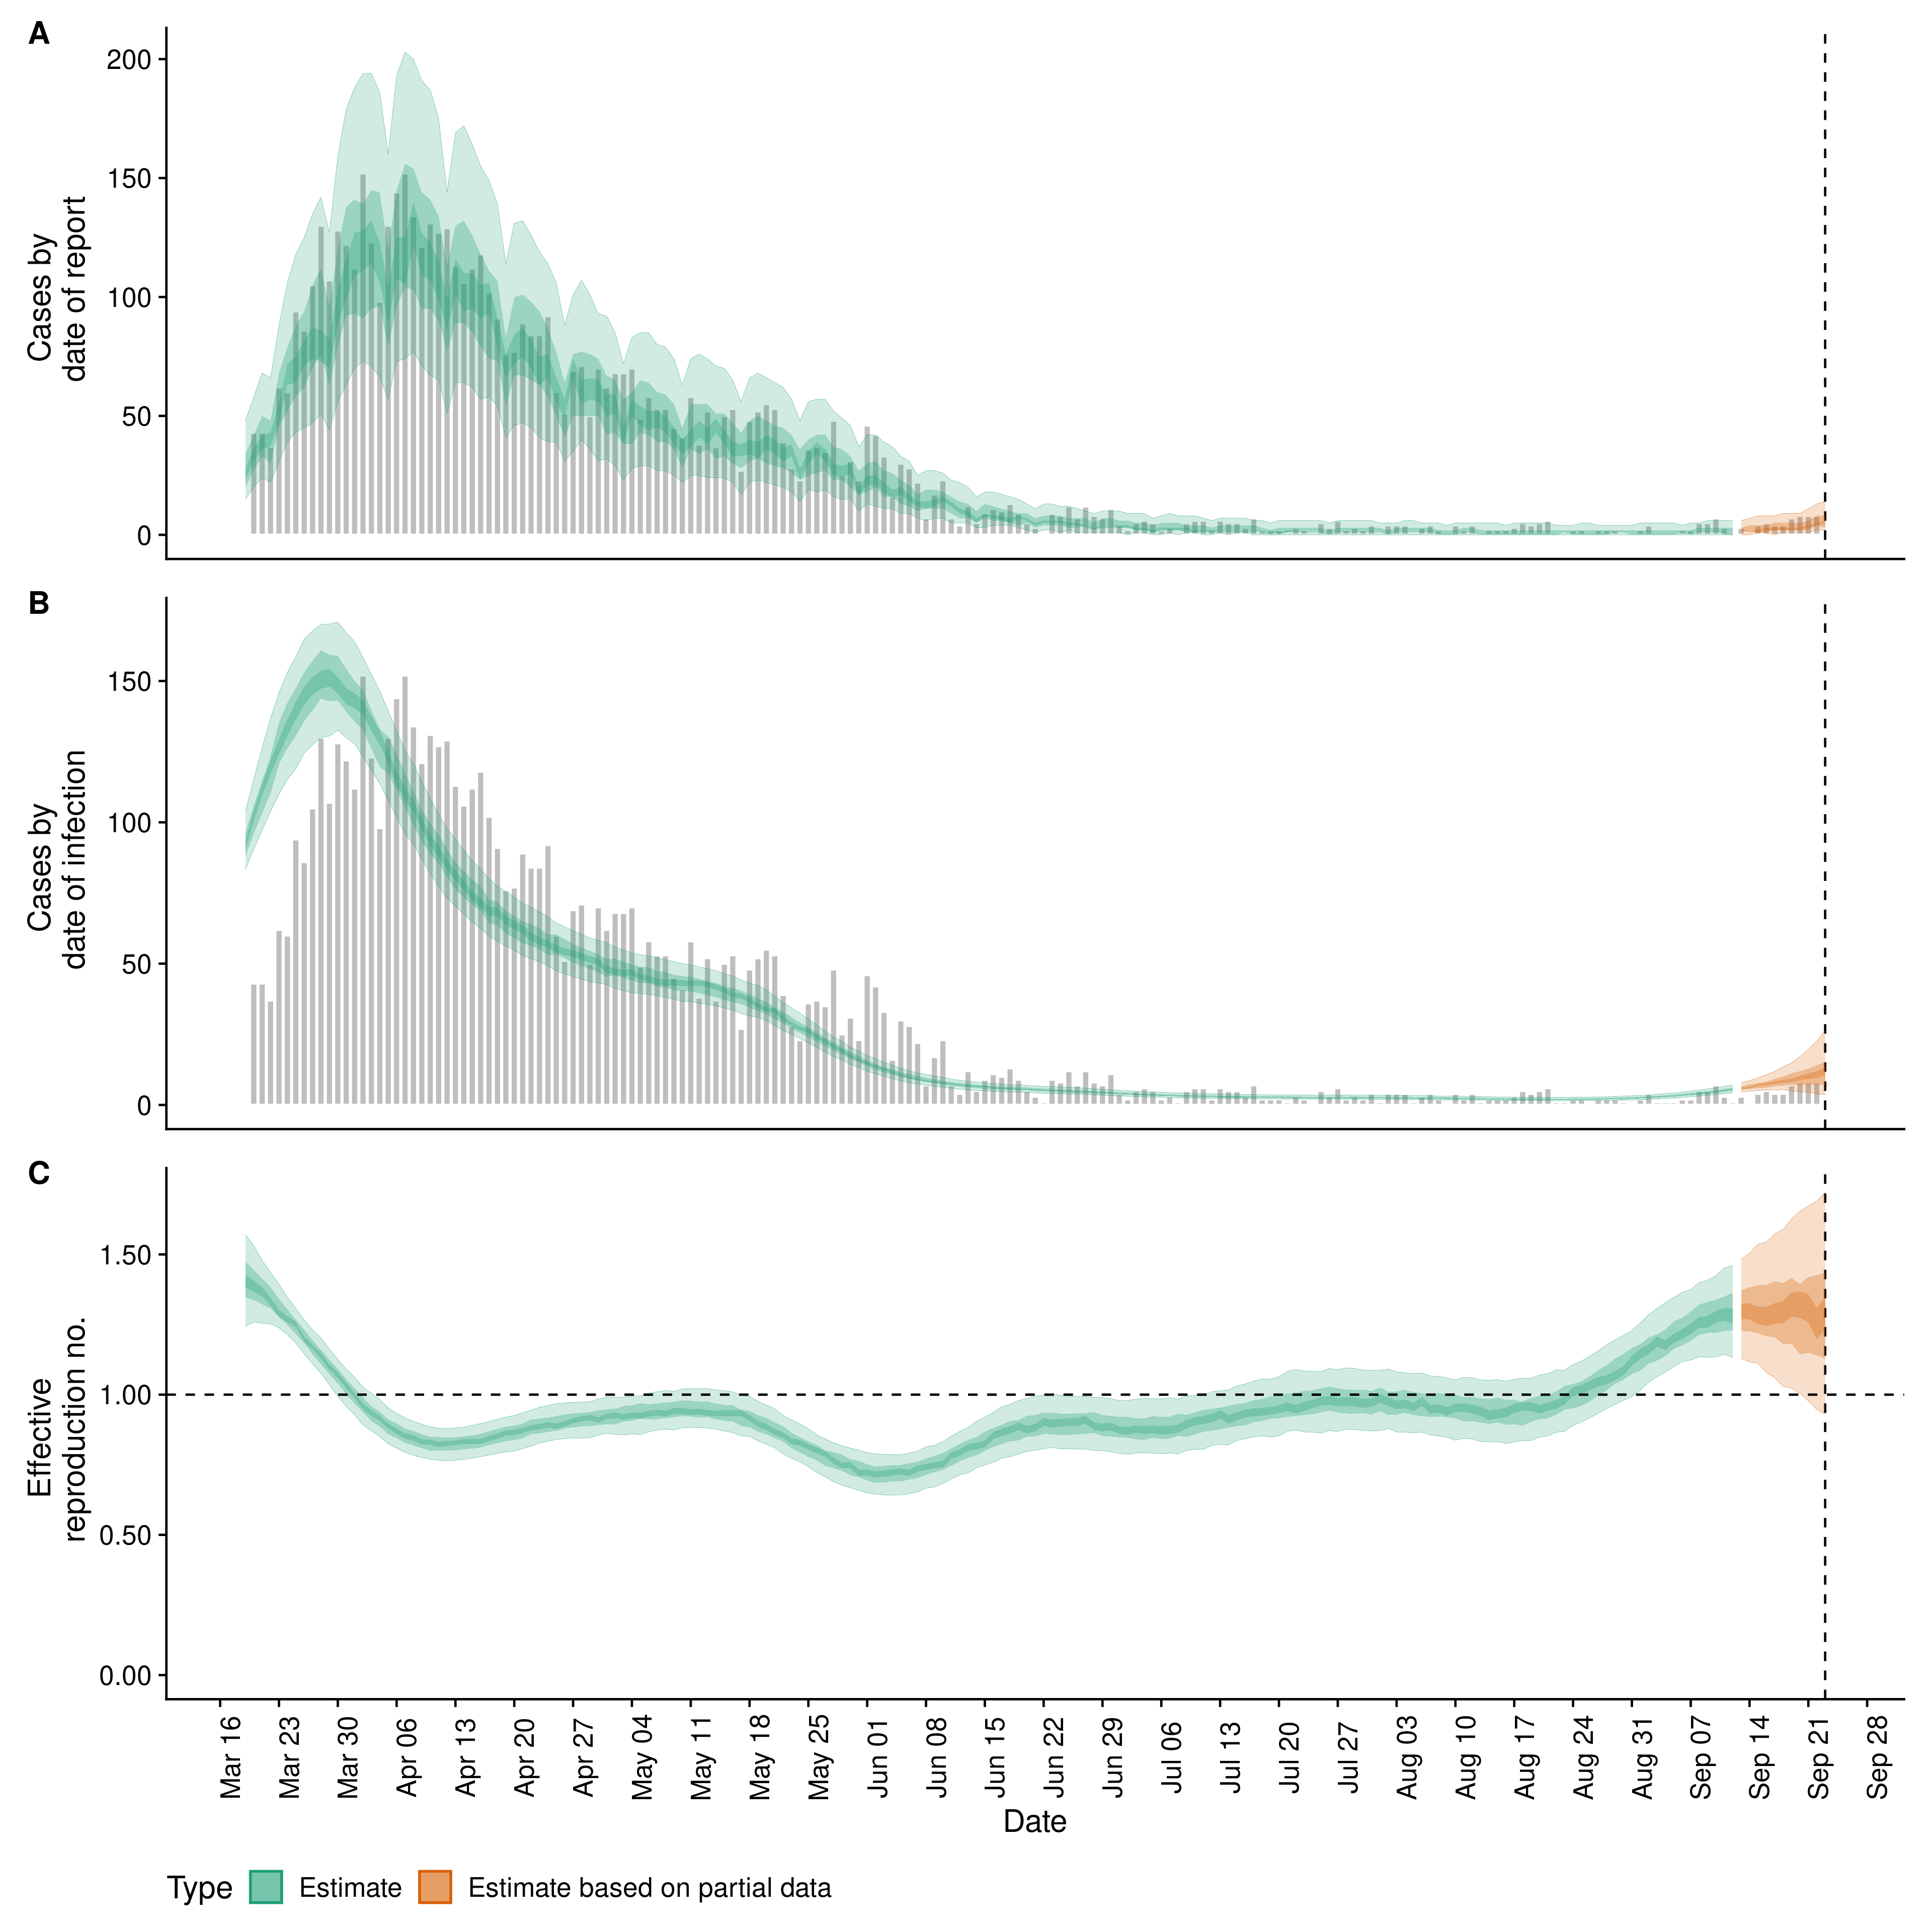 A
200
150
100
50
0
Cases by
date of report
B
150
100
50
0
Cases by
date of infection
C
1.50
1.00
0.50
0.00
Effective
reproduction no.
Mar 16
Mar 23
Mar 30
Apr 06
Apr 13
Apr 20
Apr 27
May 04
May 11
May 18
May 25
Jun 01
Jun 08
Jun 15
Jun 22
Jun 29
Jul 06
Jul 13
Jul 20
Jul 27
Aug 03
Aug 10
Aug 17
Aug 24
Aug 31
Sep 07
Sep 14
Sep 21
Sep 28
Date
Type Estimate Estimate based on partial data